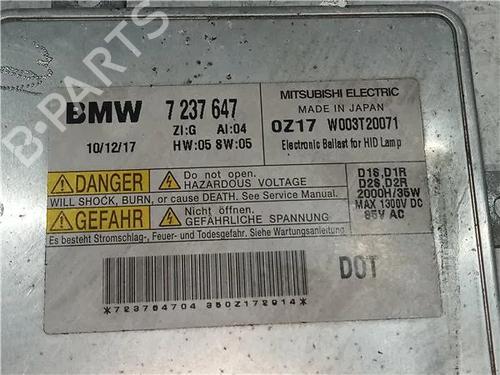 B-PARTS
BMW 7 237 647
ZI:G AI:04
10/12/17 HW:05 SW:05
MITSUBISHI ELECTRIC
MADE IN JAPAN
0Z17 W003T20071
Electronic Ballast for HID Lamp
DANGER Do not open. HAZARDOUS VOLTAGE
WILL SHOCK, BURN, or cause DEATH. See Service Manual.
GEFAHR Nicht öffnen. GEFÄHRLICHE SPANNUNG
Es besteht Stromschlag-, Feuer- und Todesgefahr. Siehe Wartungsanleitung
D1S,D1R
D2S,D2R
2000H/35W
MAX 1300V DC
85V AC
DOT
*723764704 350Z172914*